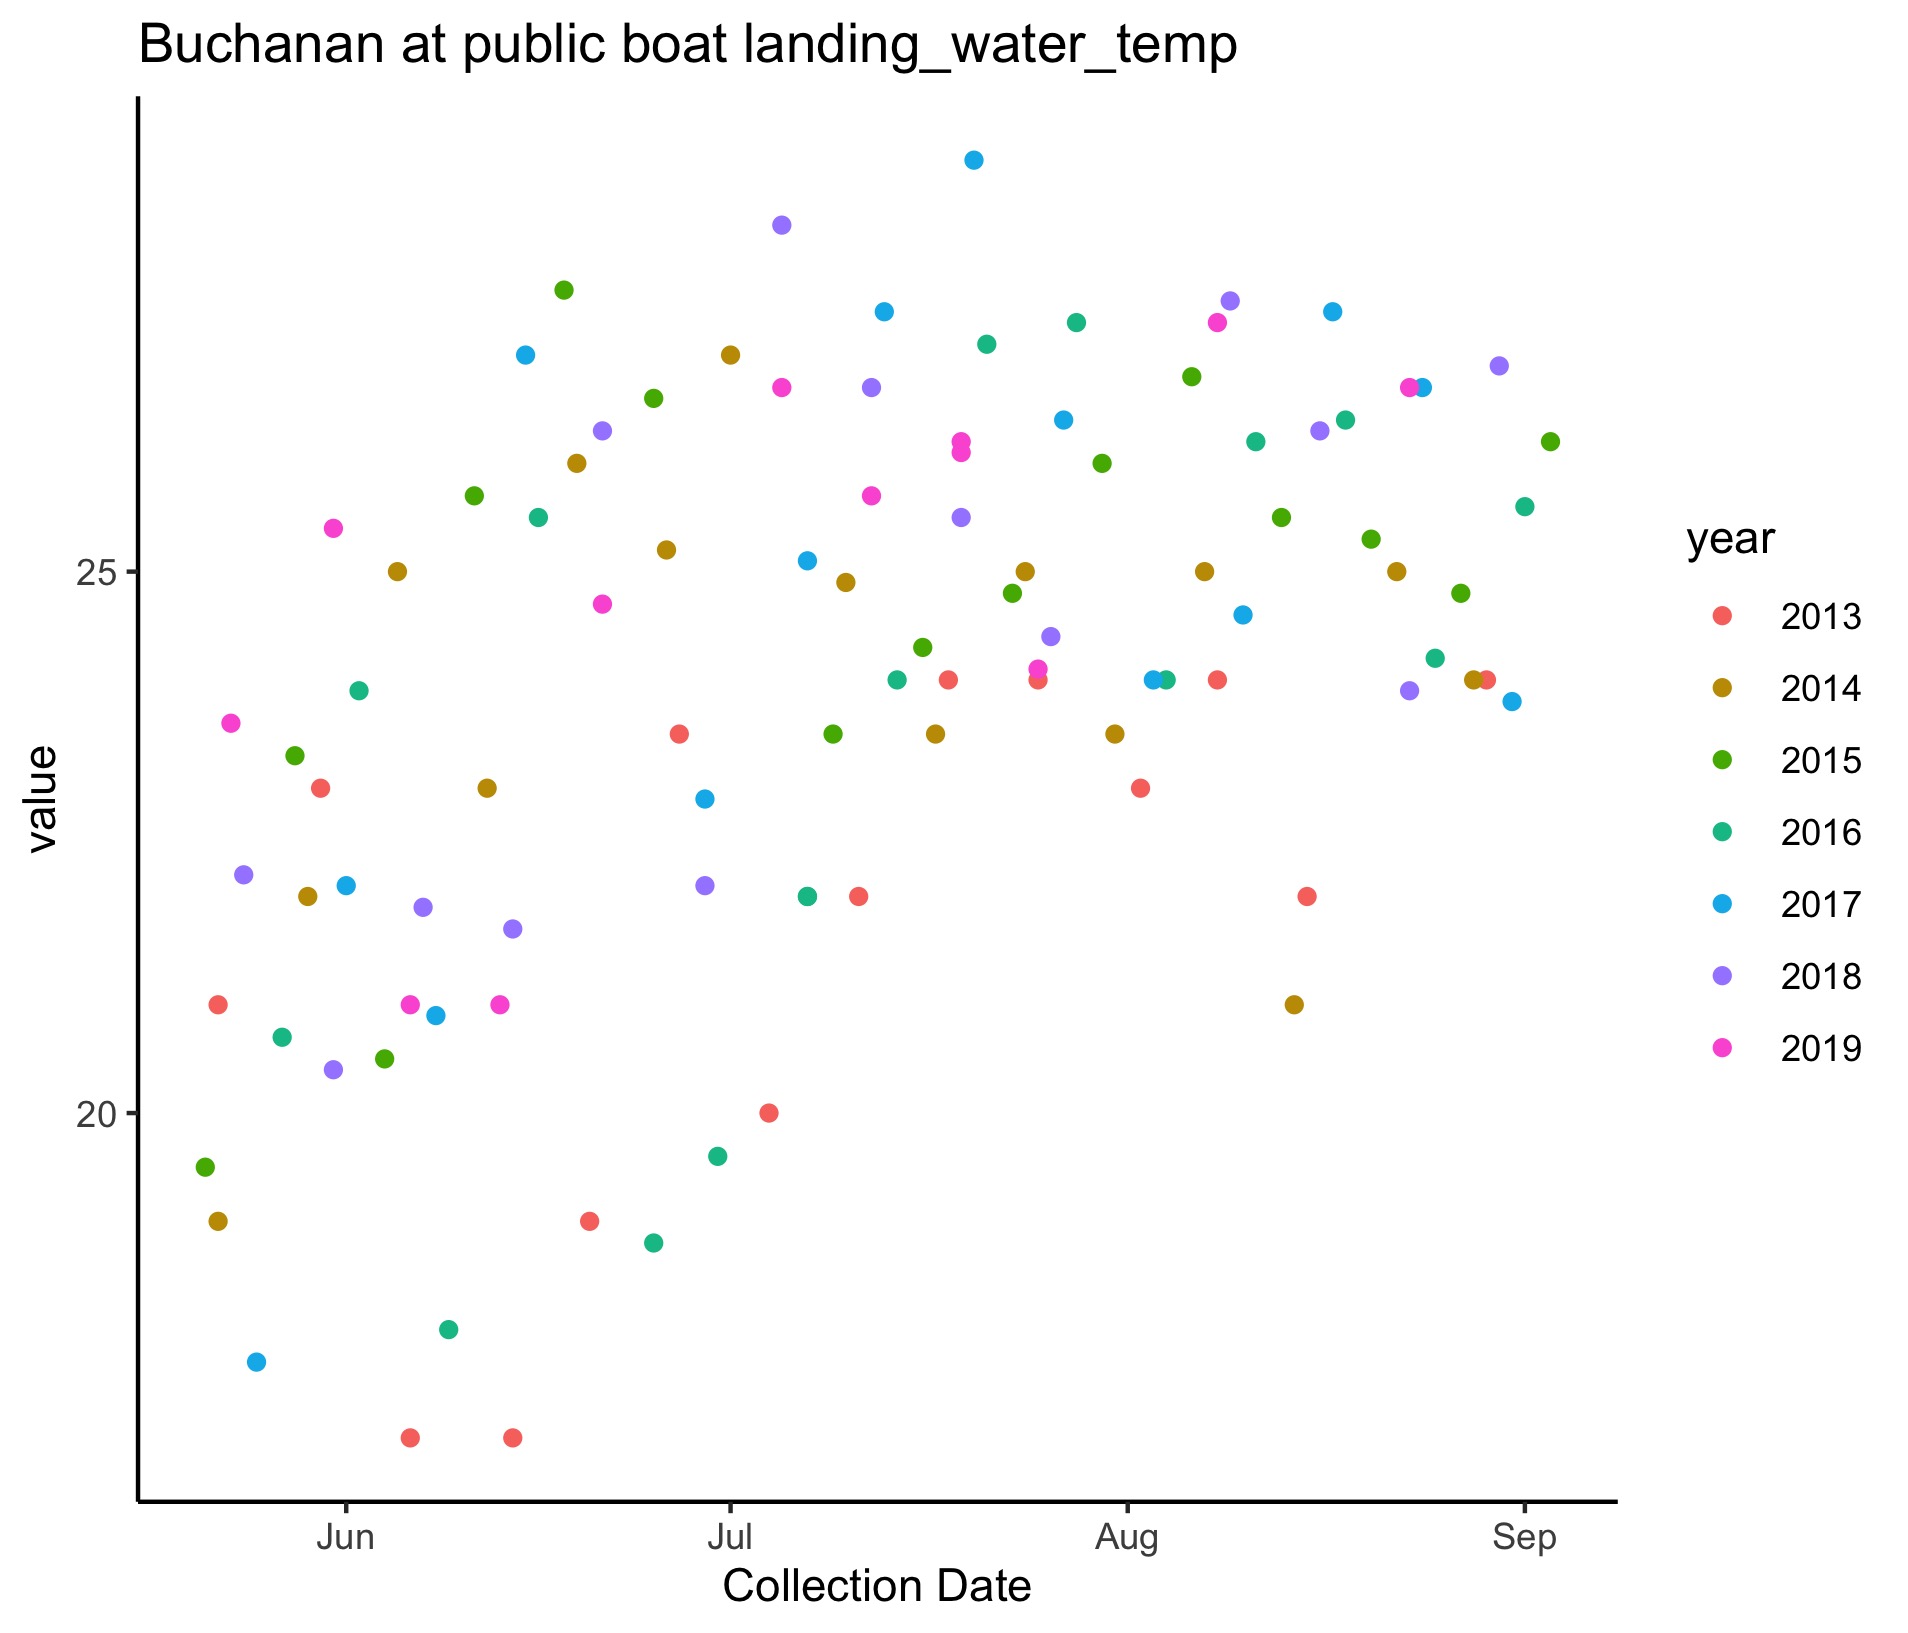 Buchanan at public boat landing_water_temp
value
25
20
Jun
Jul
Aug
Sep
Collection Date
year
2013
2014
2015
2016
2017
2018
2019